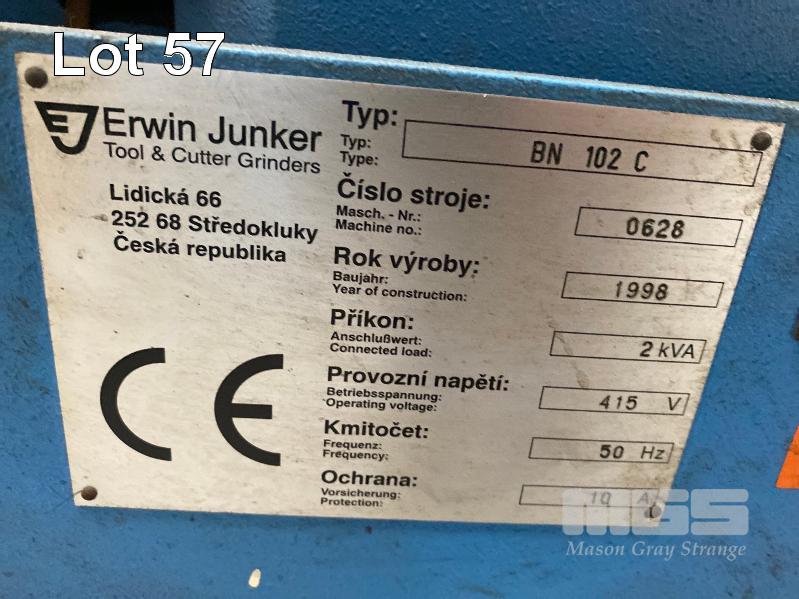 Lot 57
EJ Erwin Junker
Tool & Cutter Grinders
Lidická 66
252 68 Středokluky
Česká republika
CE
Typ:
Typ:
Type:
BN 102 C
Číslo stroje:
Masch. - Nr.:
Machine no.:
0628
Rok výroby:
Baujahr:
Year of construction:
1998
Příkon:
Anschlußwert:
Connected load:
2 kVA
Provozní napětí:
Betriebsspannung:
Operating voltage:
415 V
Kmitočet:
Frequenz:
Frequency:
50 Hz
Ochrana:
Vorsicherung:
Protection:
10 A
MGS
Mason Gray Strange